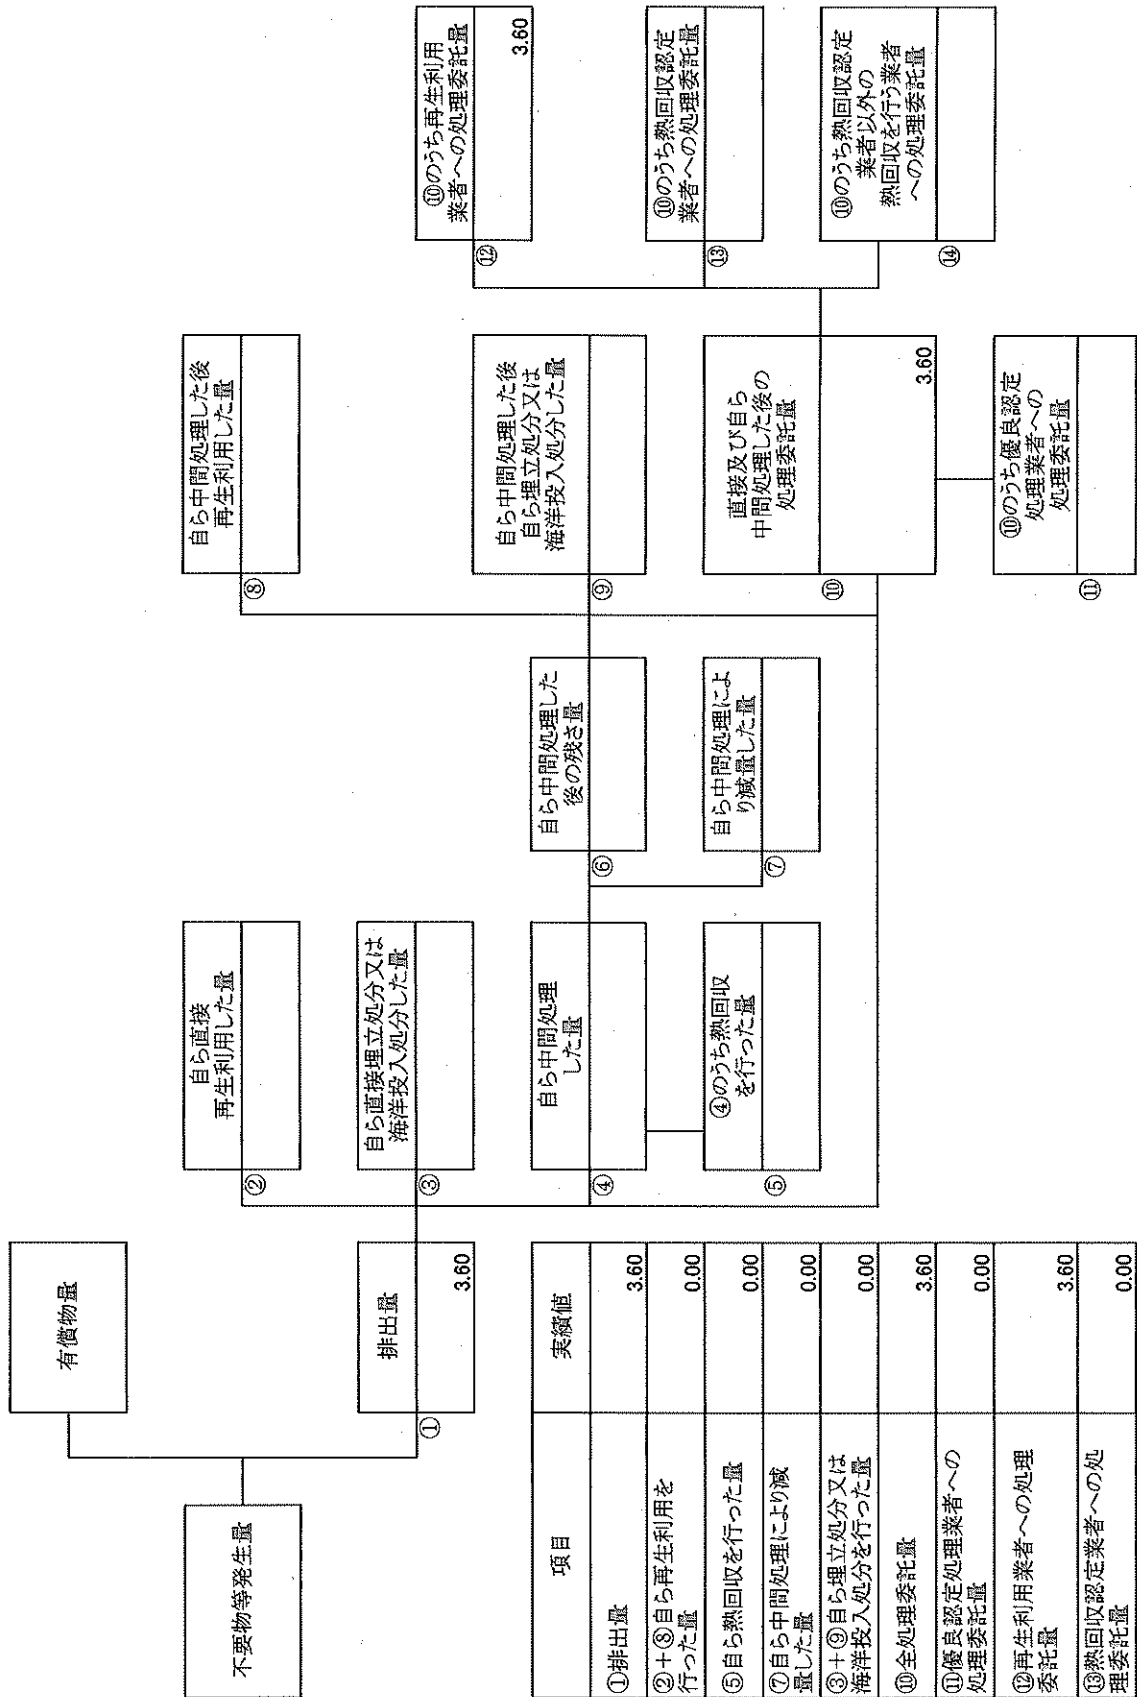 不要物等発生量
有償物量
①
排出量
3.60
②
自ら直接
再生利用した量
③
自ら直接埋立処分又は
海洋投入処分した量
④
自ら中間処理
した量
⑤
④のうち熱回収
を行った量
⑥
自ら中間処理した
後の残さ量
⑦
自ら中間処理によ
り減量した量
⑧
自ら中間処理した後
再生利用した量
⑨
自ら中間処理した後
自ら埋立処分又は
海洋投入処分した量
⑩
直接及び自ら
中間処理した後の
処理委託量
3.60
⑪
⑩のうち優良認定
処理業者への
処理委託量
⑫
⑩のうち再生利用
業者への処理委託量
3.60
⑬
⑩のうち熱回収認定
業者への処理委託量
⑭
⑩のうち熱回収認定
業者以外の
熱回収を行う業者
への処理委託量
項目 実績値
①排出量 3.60
②+⑧自ら再生利用を
行った量 0.00
⑤自ら熱回収を行った量 0.00
⑦自ら中間処理により減
量した量 0.00
③+⑨自ら埋立処分又は
海洋投入処分を行った量 0.00
⑩全処理委託量 3.60
⑪優良認定処理業者への
処理委託量 0.00
⑫再生利用業者への処理
委託量 3.60
⑬熱回収認定業者への処
理委託量 0.00